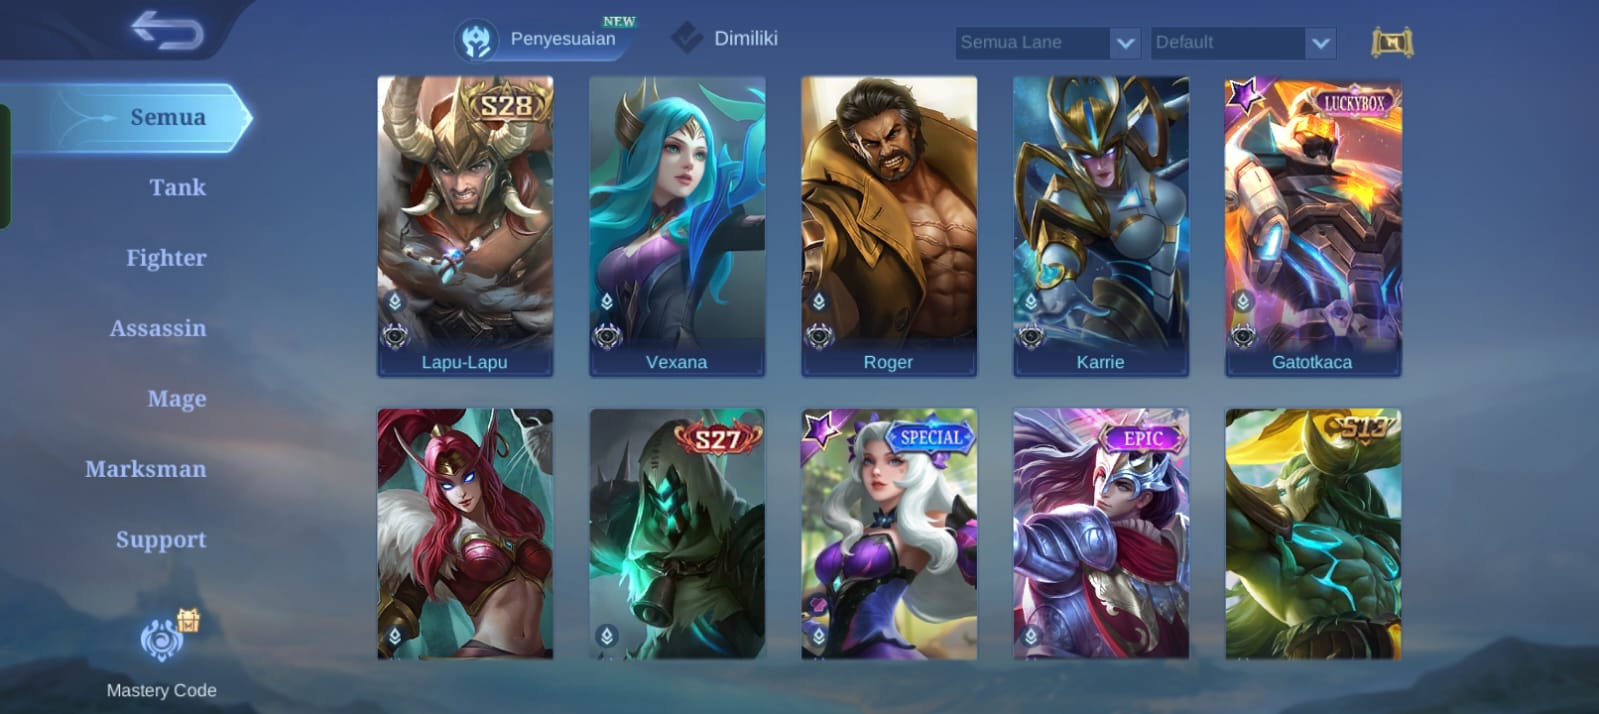 NEW
Penyesuaian
Dimiliki
Semua Lane
Default
Semua
Tank
Fighter
Assassin
Mage
Marksman
Support
Mastery Code
S28
LUCKYBOX
Lapu-Lapu
Vexana
Roger
Karrie
Gatotkaca
S27
SPECIAL
EPIC
S13